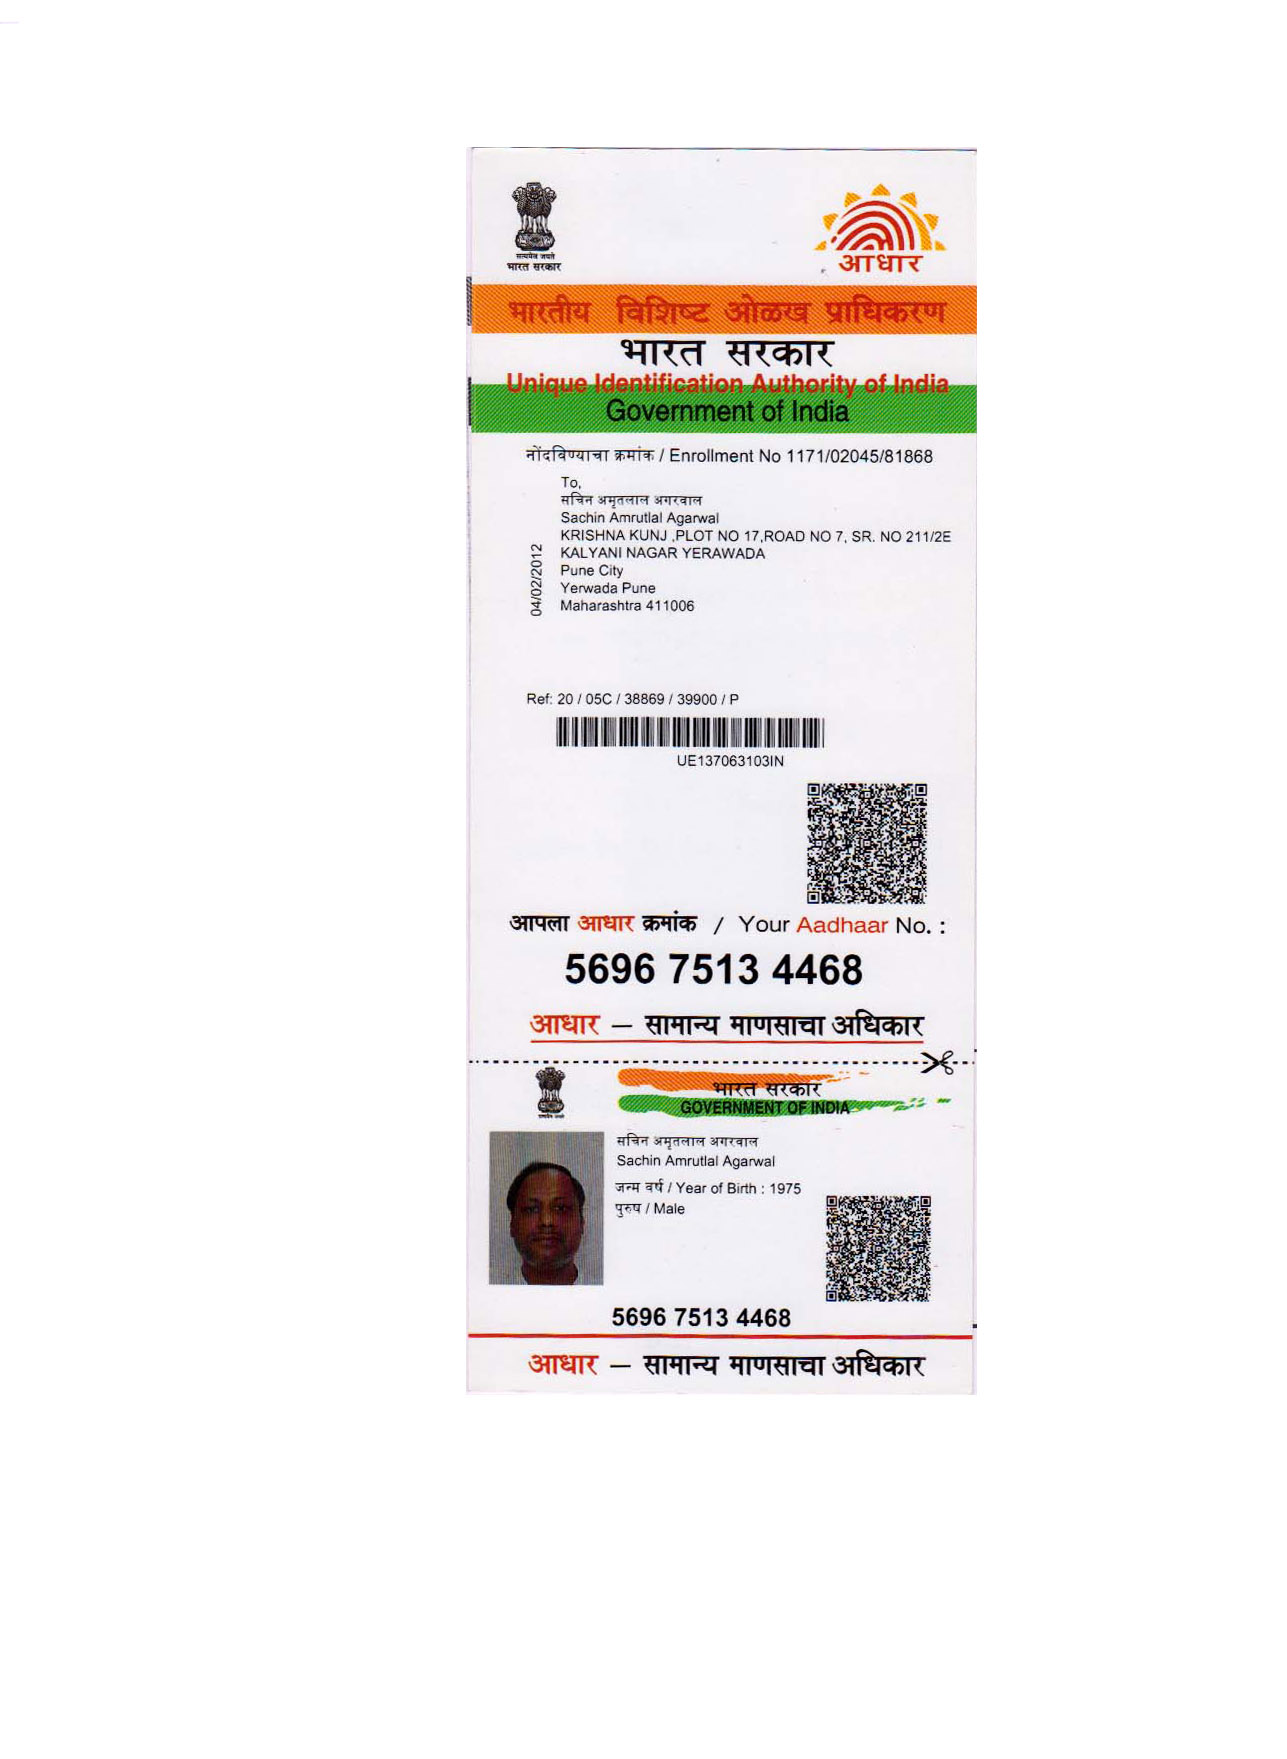 सत्यमेव जयते
भारत सरकार
आधार
भारतीय विशिष्ट ओळख प्राधिकरण
भारत सरकार
Unique Identification Authority of India
Government of India
नोंदविण्याचा क्रमांक / Enrollment No 1171/02045/81868
To,
सचिन अमृतलाल अगरवाल
Sachin Amrutlal Agarwal
KRISHNA KUNJ ,PLOT NO 17,ROAD NO 7, SR. NO 211/2E
KALYANI NAGAR YERAWADA
Pune City
Yerwada Pune
Maharashtra 411006
04/02/2012
Ref: 20 / 05C / 38869 / 39900 / P
UE137063103IN
आपला आधार क्रमांक / Your Aadhaar No. :
5696 7513 4468
आधार – सामान्य माणसाचा अधिकार
भारत सरकार
GOVERNMENT OF INDIA
सचिन अमृतलाल अगरवाल
Sachin Amrutlal Agarwal
जन्म वर्ष / Year of Birth : 1975
पुरुष / Male
5696 7513 4468
आधार – सामान्य माणसाचा अधिकार